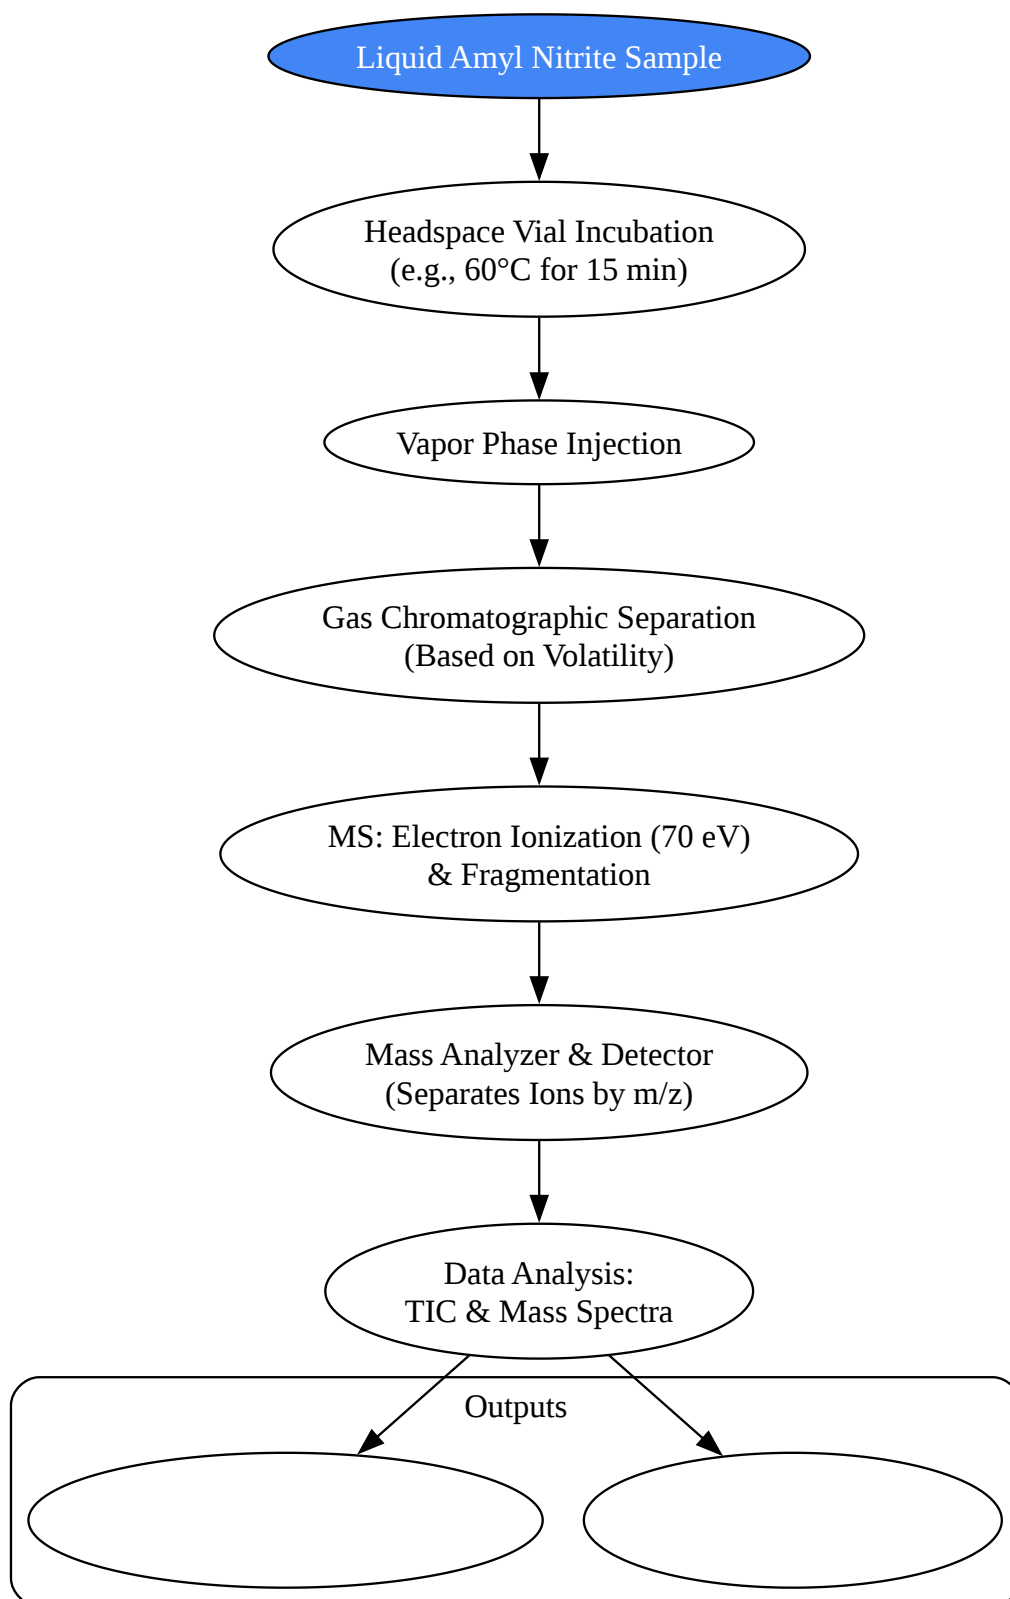 Liquid Amyl Nitrite Sample
Headspace Vial Incubation
(e.g., 60°C for 15 min)
Vapor Phase Injection
Gas Chromatographic Separation
(Based on Volatility)
MS: Electron Ionization (70 eV)
& Fragmentation
Mass Analyzer & Detector
(Separates Ions by m/z)
Data Analysis:
TIC & Mass Spectra
Outputs